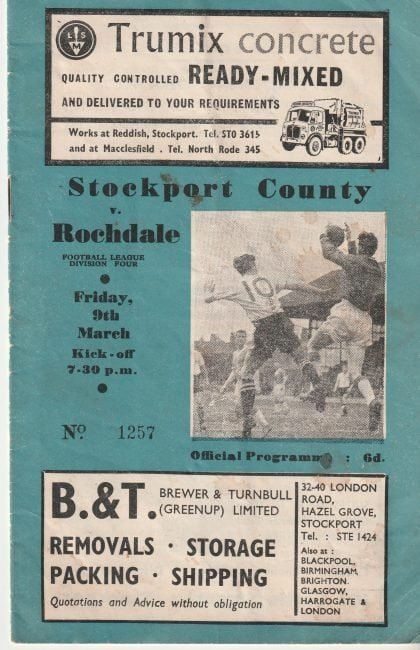 LSM
Trumix concrete
QUALITY CONTROLLED READY-MIXED
AND DELIVERED TO YOUR REQUIREMENTS
Works at Reddish, Stockport. Tel. STO 3615
and at Macclesfield . Tel. North Rode 345
Stockport County
v.
Rochdale
FOOTBALL LEAGUE
DIVISION FOUR
Friday,
9th
March
Kick-off
7-30 p.m.
10
No 1257
Official Programme : 6d.
B.&T. BREWER & TURNBULL
(GREENUP) LIMITED
REMOVALS · STORAGE
PACKING · SHIPPING
Quotations and Advice without obligation
32-40 LONDON
ROAD,
HAZEL GROVE,
STOCKPORT
Tel. : STE 1424
Also at :
BLACKPOOL,
BIRMINGHAM,
BRIGHTON.
GLASGOW,
HARROGATE &
LONDON